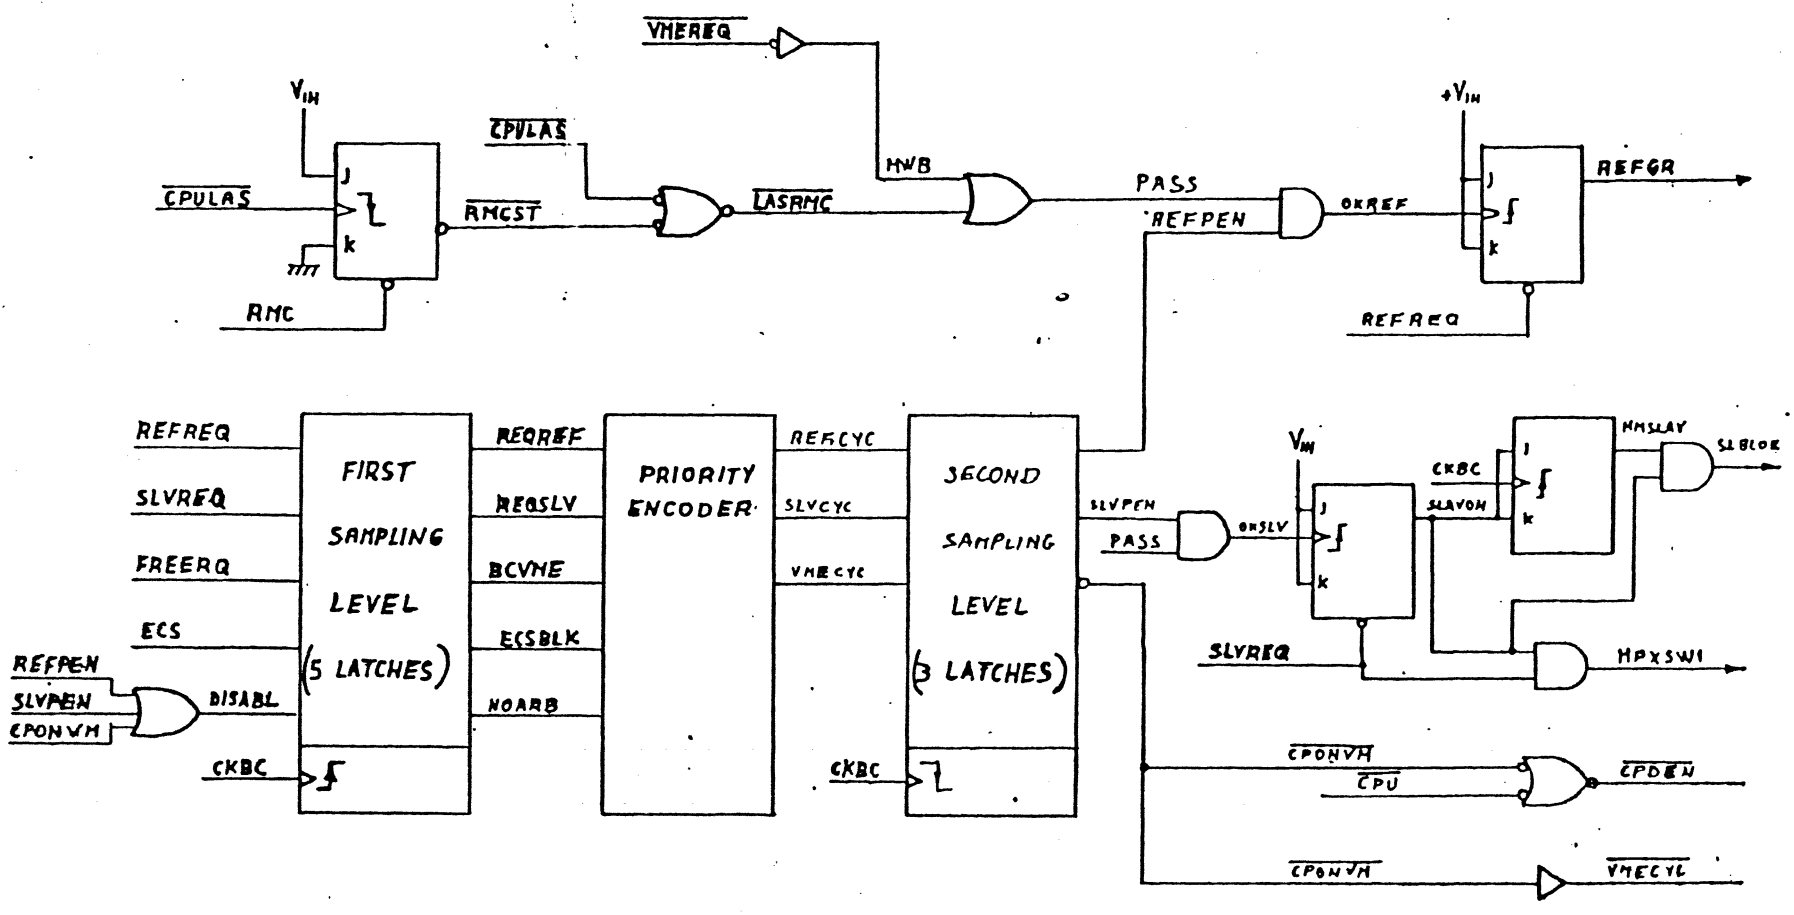 VMEREQ
VIH
+VIH
CPULAS
J
CPULAS
K
RMC
RMCST
LASRMC
MWB
PASS
REFPEN
OKREF
J
K
REFGR
REFREQ
REFREQ
SLVREQ
FREERQ
ECS
REFPEN
SLVPEN
CPONVM
DISABL
CKBC
FIRST
SAMPLING
LEVEL
(5 LATCHES)
REQREF
REQSLV
BCVME
ECSBLK
NOARB
PRIORITY
ENCODER
REFCYC
SLVCYC
VMECYC
CKBC
SECOND
SAMPLING
LEVEL
(3 LATCHES)
SLVPEN
PASS
OKSLV
VIH
J
K
SLVREQ
SLAVON
CKBC
J
K
MMSLAV
SLBLOK
MPXSW1
CPONVM
CPU
CPDEN
CPONVM
VMECYC